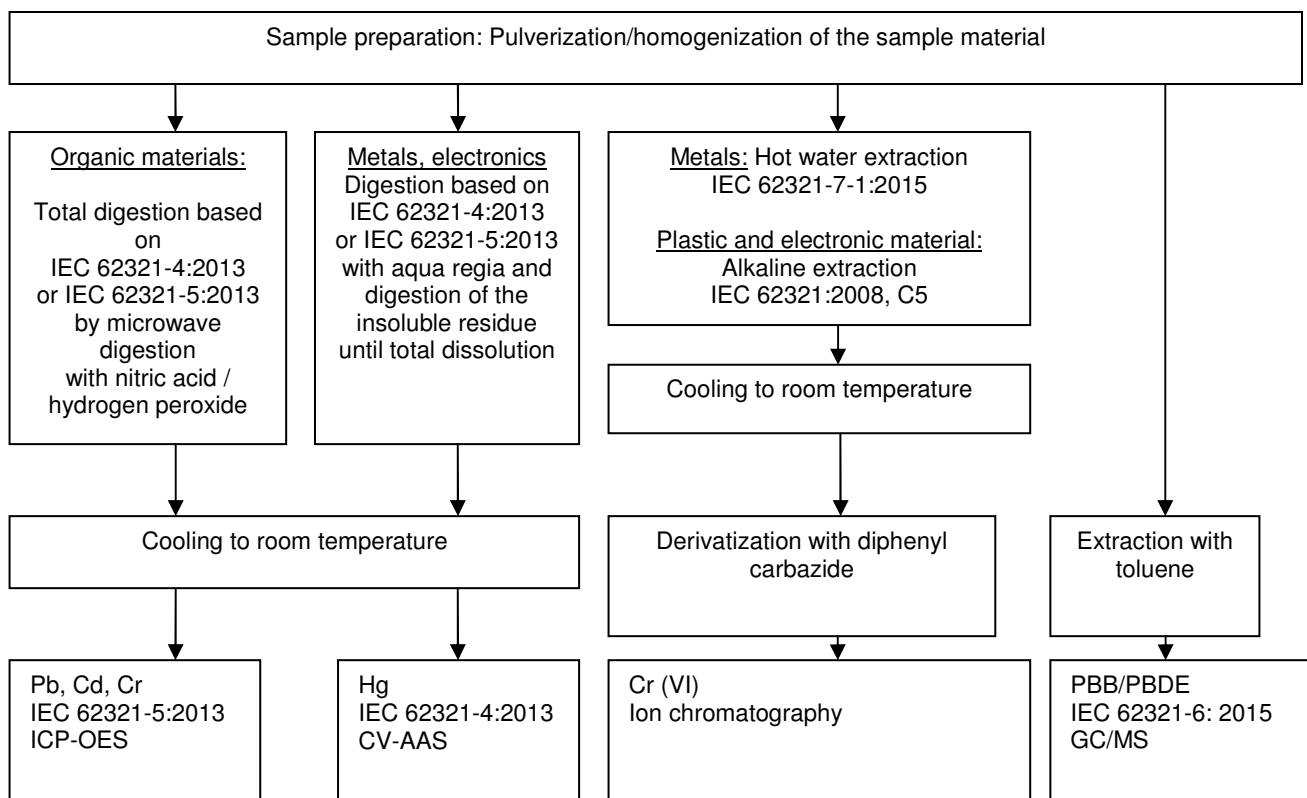 Sample preparation: Pulverization/homogenization of the sample material
Organic materials:
Total digestion based
on
IEC 62321-4:2013
or IEC 62321-5:2013
by microwave
digestion
with nitric acid /
hydrogen peroxide
Metals, electronics
Digestion based on
IEC 62321-4:2013
or IEC 62321-5:2013
with aqua regia and
digestion of the
insoluble residue
until total dissolution
Metals: Hot water extraction
IEC 62321-7-1:2015
Plastic and electronic material:
Alkaline extraction
IEC 62321:2008, C5
Cooling to room temperature
Cooling to room temperature
Derivatization with diphenyl
carbazide
Extraction with
toluene
Pb, Cd, Cr
IEC 62321-5:2013
ICP-OES
Hg
IEC 62321-4:2013
CV-AAS
Cr (VI)
Ion chromatography
PBB/PBDE
IEC 62321-6: 2015
GC/MS